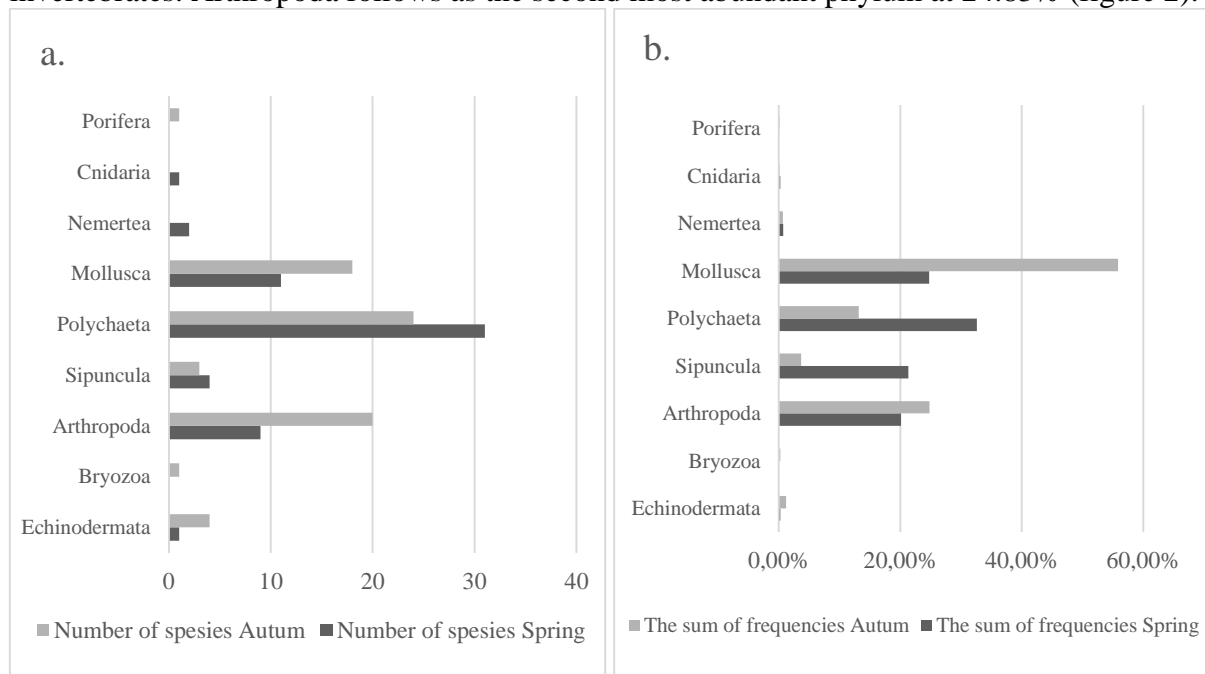 invertebrates. Arthropoda follows as the second most abundant phylum at 24.83% (figure 2).
a.
Porifera
Cnidaria
Nemertea
Mollusca
Polychaeta
Sipuncula
Arthropoda
Bryozoa
Echinodermata
0 10 20 30 40
Number of spesies Autum Number of spesies Spring
b.
Porifera
Cnidaria
Nemertea
Mollusca
Polychaeta
Sipuncula
Arthropoda
Bryozoa
Echinodermata
0,00% 20,00% 40,00% 60,00%
The sum of frequencies Autum The sum of frequencies Spring